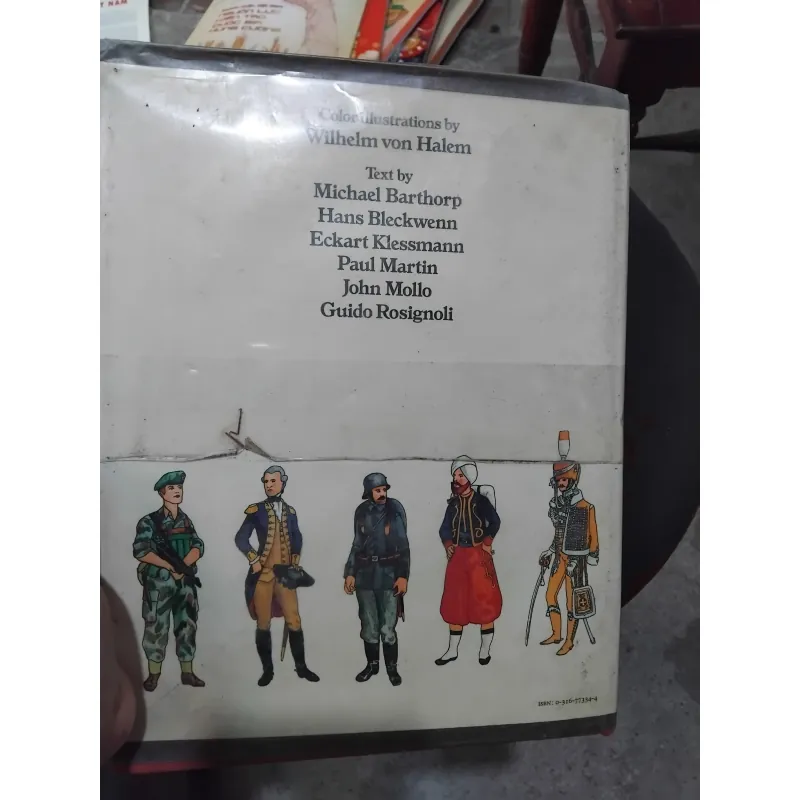 NAM
Color illustrations by
Wilhelm von Halem
Text by
Michael Barthorp
Hans Bleckwenn
Eckart Klessmann
Paul Martin
John Mollo
Guido Rosignoli